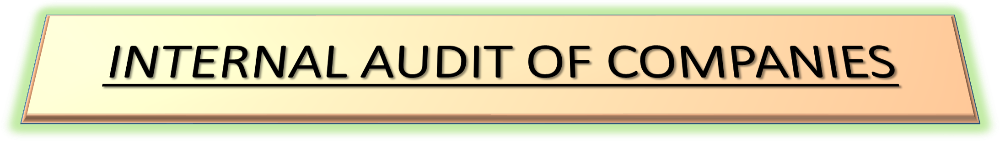 INTERNAL AUDIT OF COMPANIES